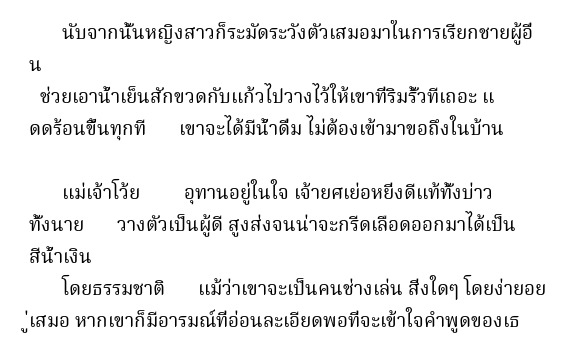 นับจากนั้นหญิงสาวก็ระมัดระวังตัวเสมอมาในการเรียกชายผู้อื่
น
ช่วยเอาน้ำเย็นสักขวดกับแก้วไปวางไว้ให้เขาที่ริมรั้วทีเถอะ แ
ดดร้อนขึ้นทุกที เขาจะได้มีน้ำดื่ม ไม่ต้องเข้ามาขอถึงในบ้าน
แม่เจ้าโว้ย อุทานอยู่ในใจ เจ้ายศเย่อหยิ่งดีแท้ทั้งบ่าว
ทั้งนาย วางตัวเป็นผู้ดี สูงส่งจนน่าจะกรีดเลือดออกมาได้เป็น
สีน้ำเงิน
โดยธรรมชาติ แม้ว่าเขาจะเป็นคนช่างเล่น สิ่งใดๆ โดยง่ายอย
ู่เสมอ หากเขาก็มีอารมณ์ที่อ่อนละเอียดพอที่จะเข้าใจคำพูดของเธ